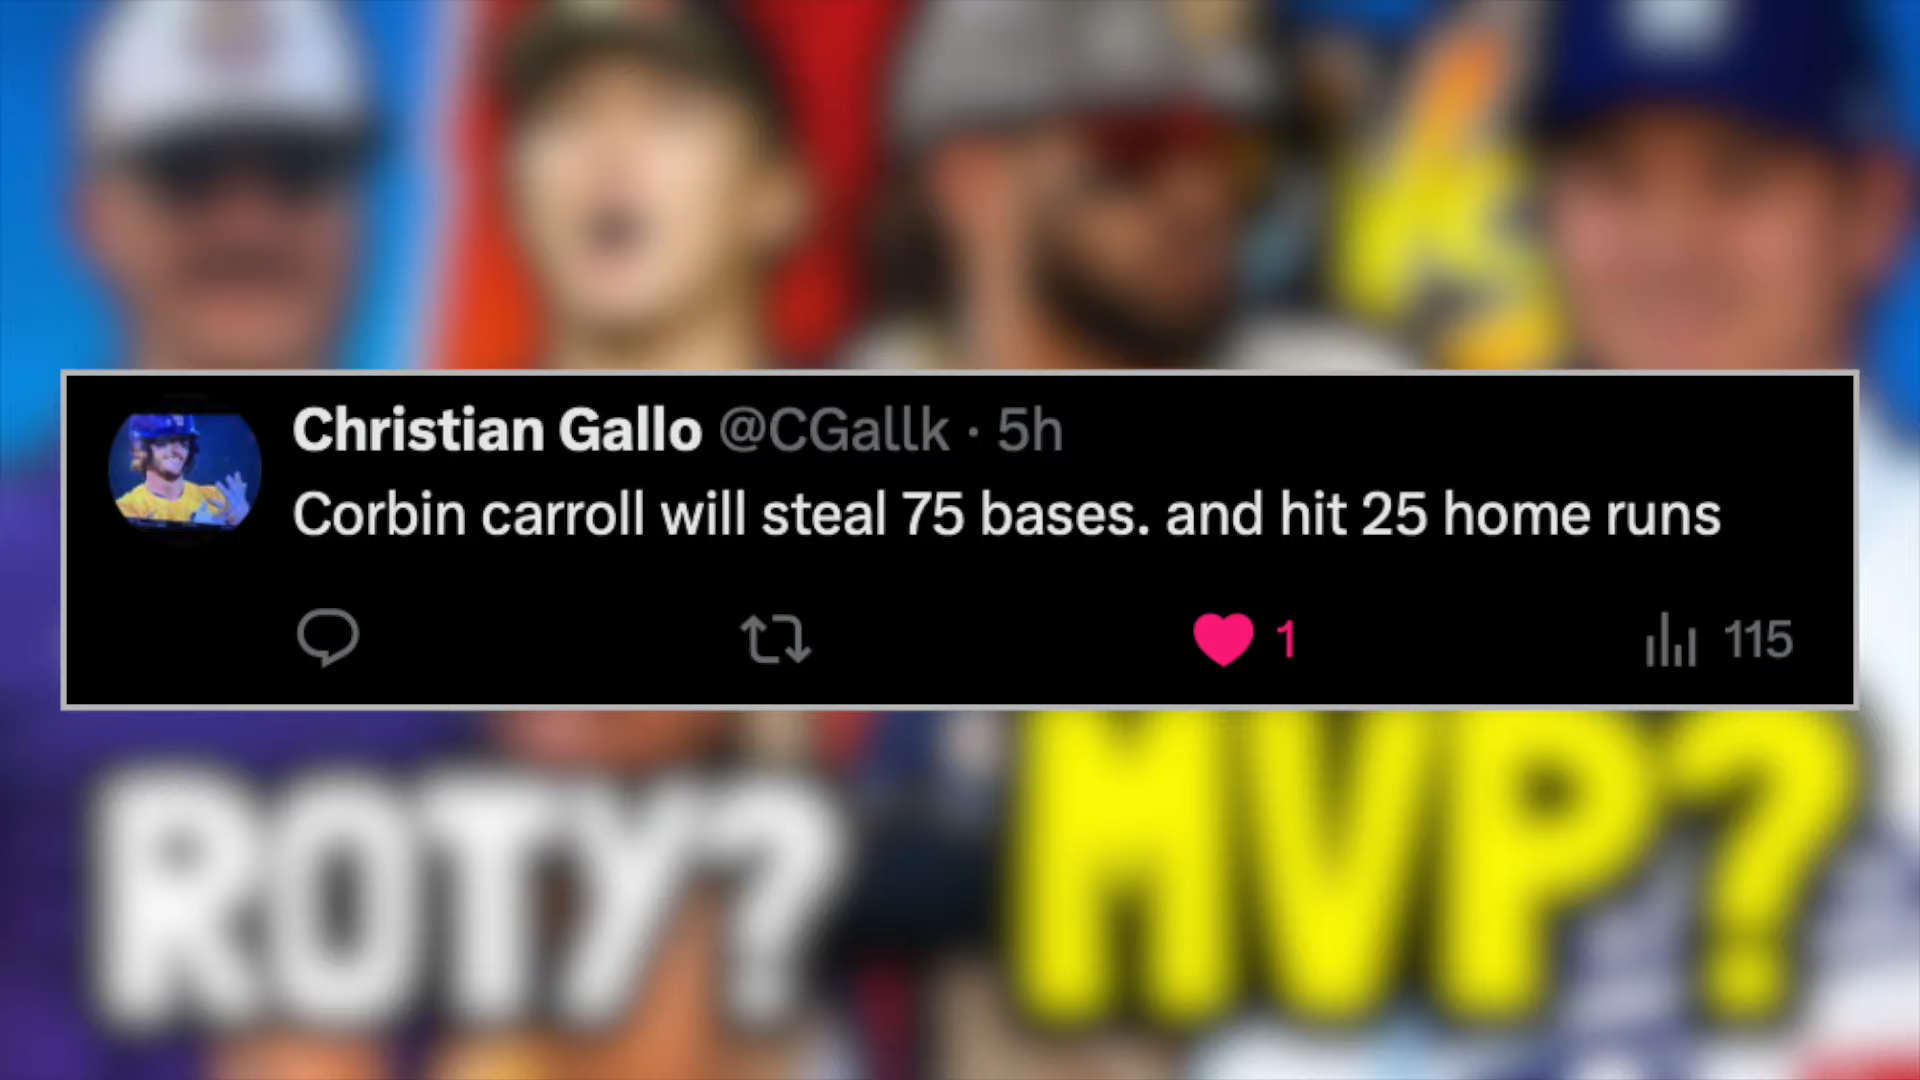 Christian Gallo @CGallk · 5h
Corbin carroll will steal 75 bases. and hit 25 home runs
1 115
ROTY? MVP?